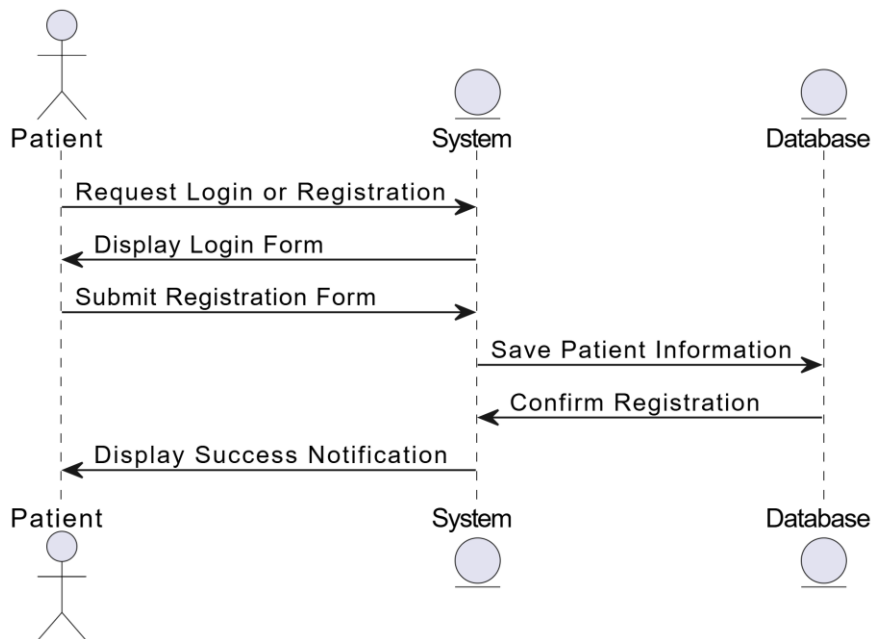 Patient
System
Database
Request Login or Registration
Display Login Form
Submit Registration Form
Save Patient Information
Confirm Registration
Display Success Notification
Patient
System
Database